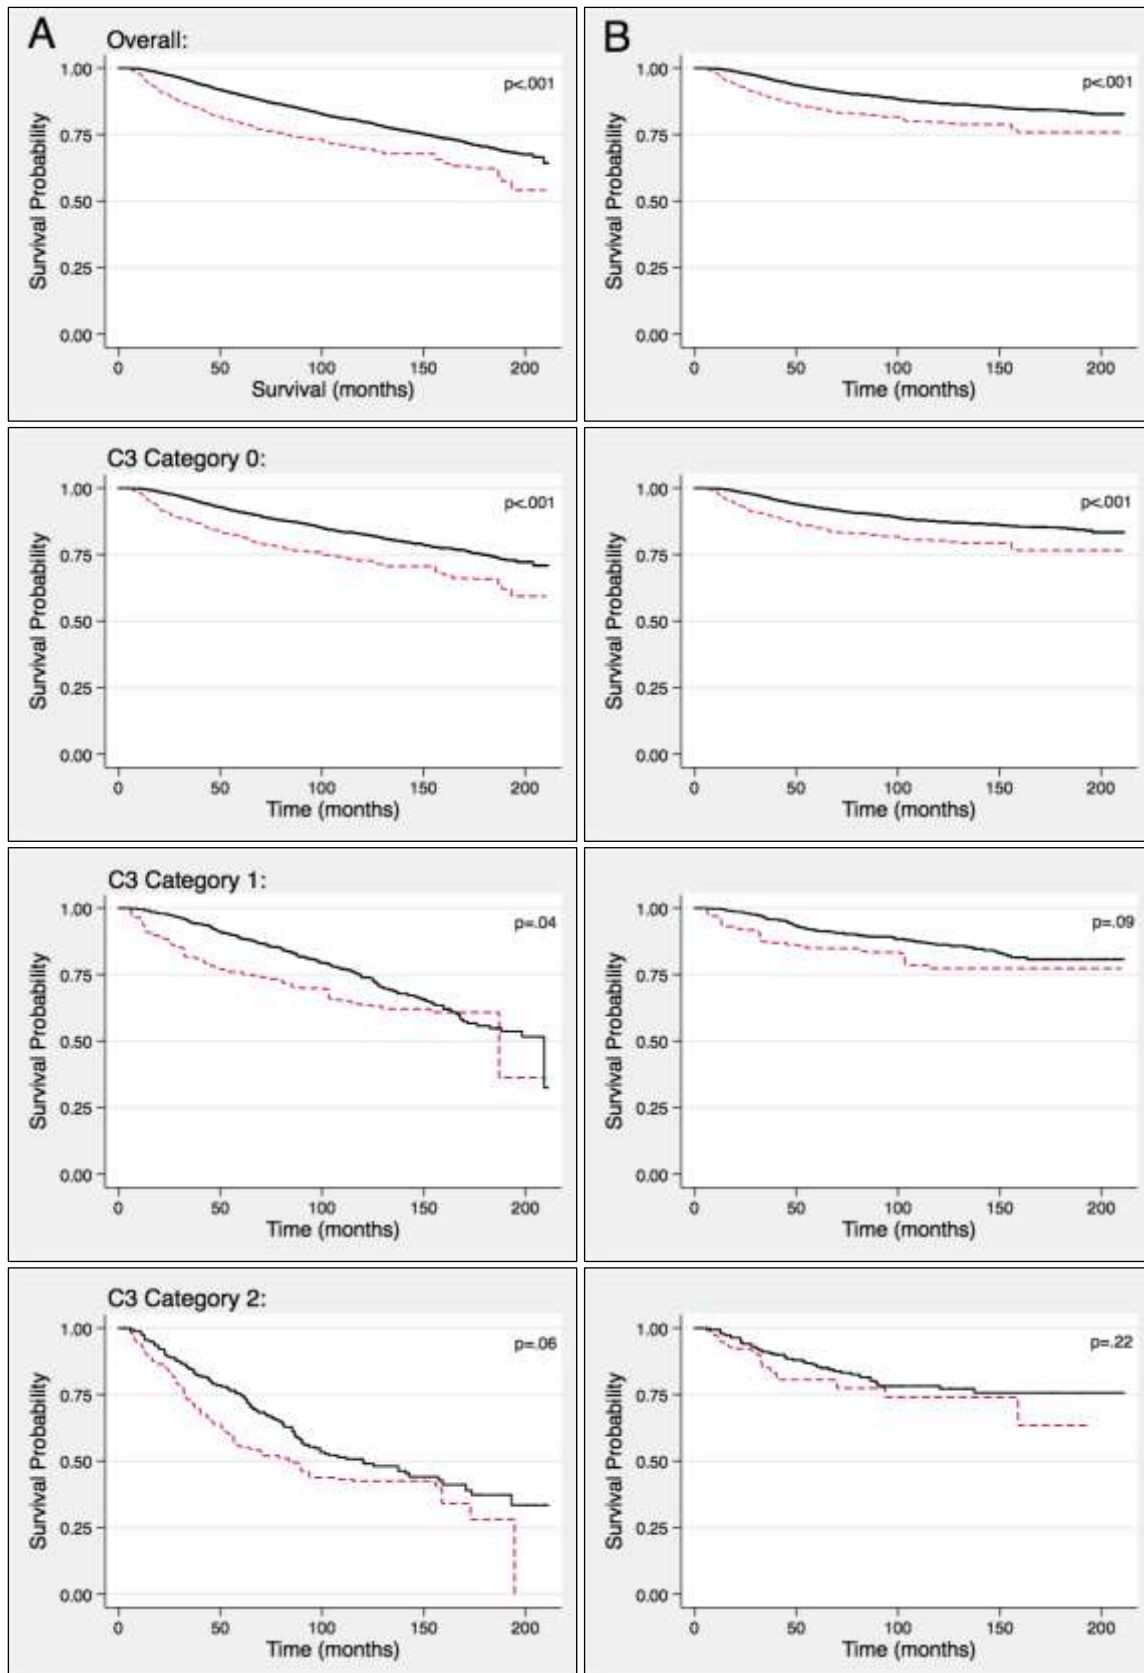 A
Overall:
p<.001
Survival Probability
1.00
0.75
0.50
0.25
0.00
0 50 100 150 200
Survival (months)
B
p<.001
Survival Probability
1.00
0.75
0.50
0.25
0.00
0 50 100 150 200
Time (months)
C3 Category 0:
p<.001
Survival Probability
1.00
0.75
0.50
0.25
0.00
0 50 100 150 200
Time (months)
p<.001
Survival Probability
1.00
0.75
0.50
0.25
0.00
0 50 100 150 200
Time (months)
C3 Category 1:
p=.04
Survival Probability
1.00
0.75
0.50
0.25
0.00
0 50 100 150 200
Time (months)
p=.09
Survival Probability
1.00
0.75
0.50
0.25
0.00
0 50 100 150 200
Time (months)
C3 Category 2:
p=.06
Survival Probability
1.00
0.75
0.50
0.25
0.00
0 50 100 150 200
Time (months)
p=.22
Survival Probability
1.00
0.75
0.50
0.25
0.00
0 50 100 150 200
Time (months)